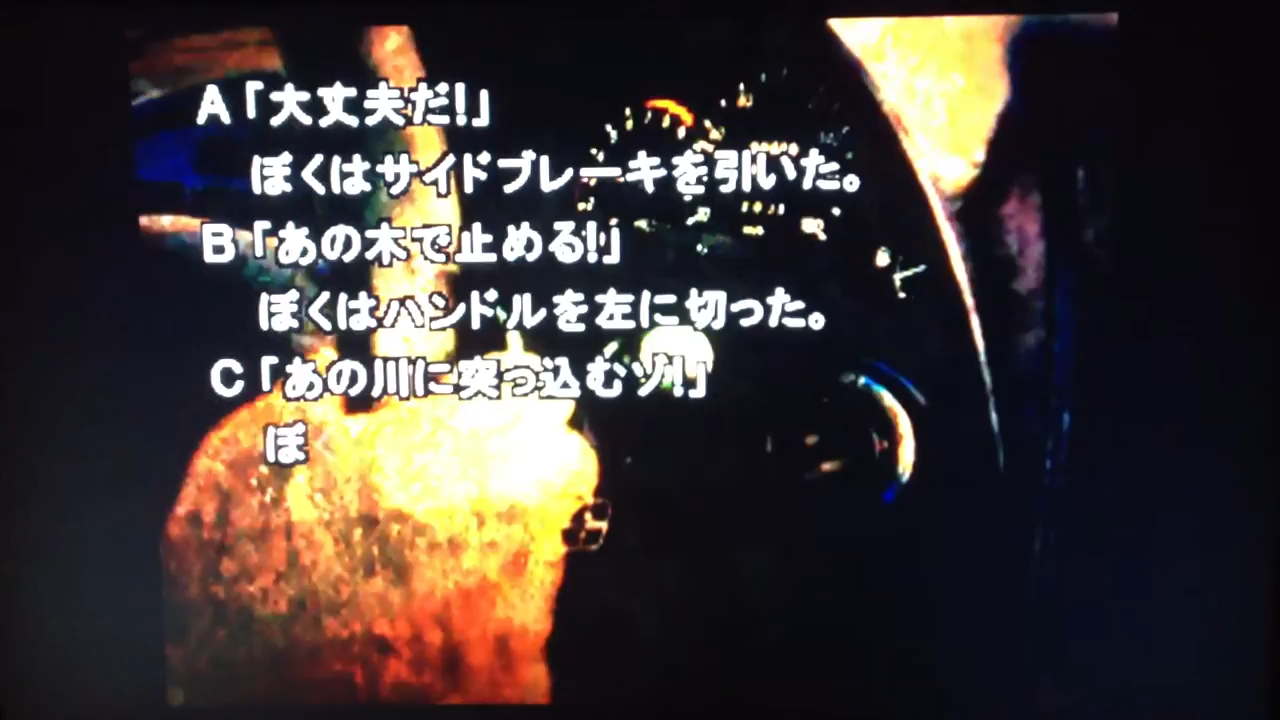 A「大丈夫だ!」
ぼくはサイドブレーキを引いた。
B「あの木で止める!」
ぼくはハンドルを左に切った。
C「あの川に突っ込むゾ!」
ぼ